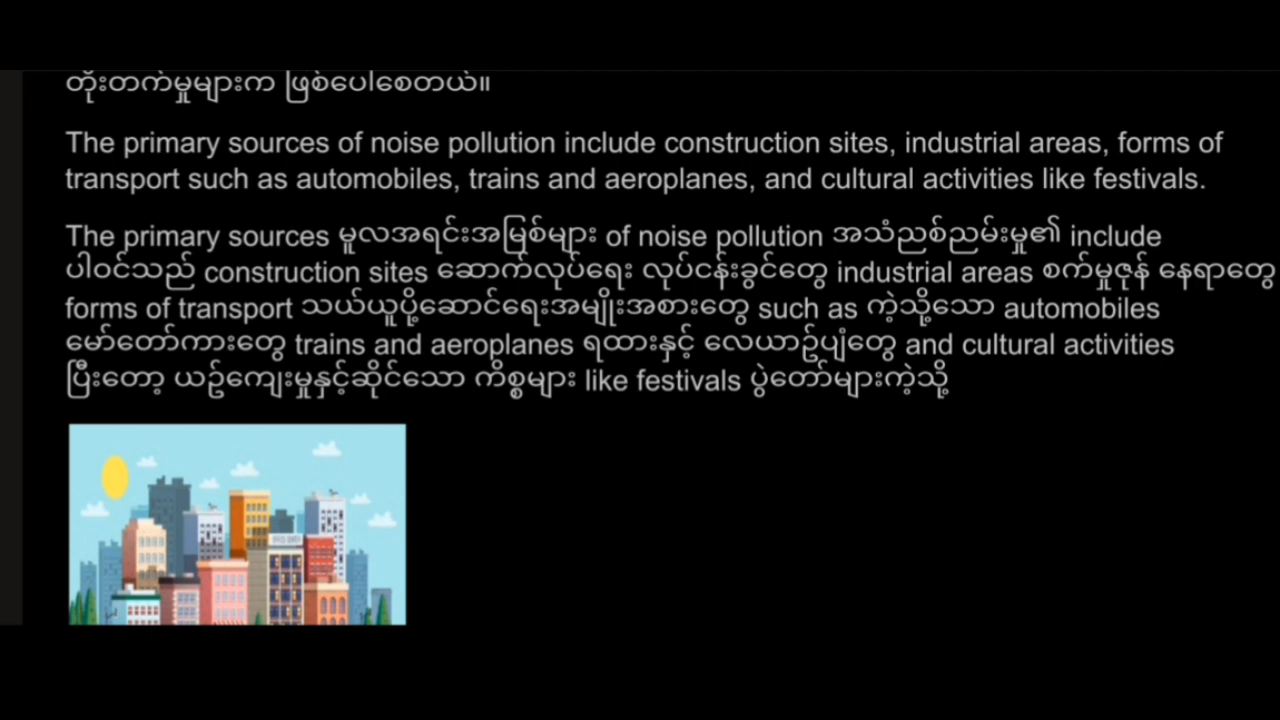 တိုးတက်မှုများက ဖြစ်ပေါ်စေတယ်။
The primary sources of noise pollution include construction sites, industrial areas, forms of
transport such as automobiles, trains and aeroplanes, and cultural activities like festivals.
The primary sources မူလအရင်းအမြစ်များ of noise pollution အသံညစ်ညမ်းမှု၏ include
ပါဝင်သည် construction sites ဆောက်လုပ်ရေး လုပ်ငန်းခွင်တွေ industrial areas စက်မှုဇုန် နေရာတွေ
forms of transport သယ်ယူပို့ဆောင်ရေးအမျိုးအစားတွေ such as ကဲ့သို့သော automobiles
မော်တော်ကားတွေ trains and aeroplanes ရထားနှင့် လေယာဥ်ပျံတွေ and cultural activities
ပြီးတော့ ယဥ်ကျေးမှုနှင့်ဆိုင်သော ကိစ္စများ like festivals ပွဲတော်များကဲ့သို့